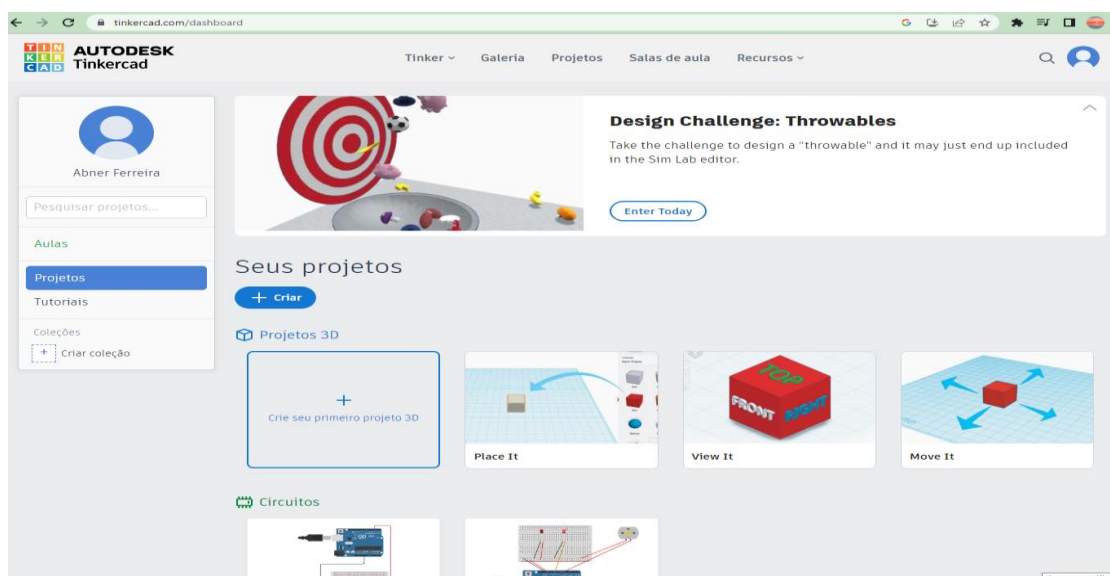 tinkercad.com/dashboard
TIN
KER
CAD
AUTODESK
Tinkercad
Tinker
Galeria
Projetos
Salas de aula
Recursos
Abner Ferreira
Pesquisar projetos...
Aulas
Projetos
Tutoriais
Coleções
+ Criar coleção
Design Challenge: Throwables
Take the challenge to design a "throwable" and it may just end up included
in the Sim Lab editor.
Enter Today
Seus projetos
+ Criar
Projetos 3D
+
Crie seu primeiro projeto 3D
Place It
TOP
FRONT
RIGHT
View It
Move It
Circuitos